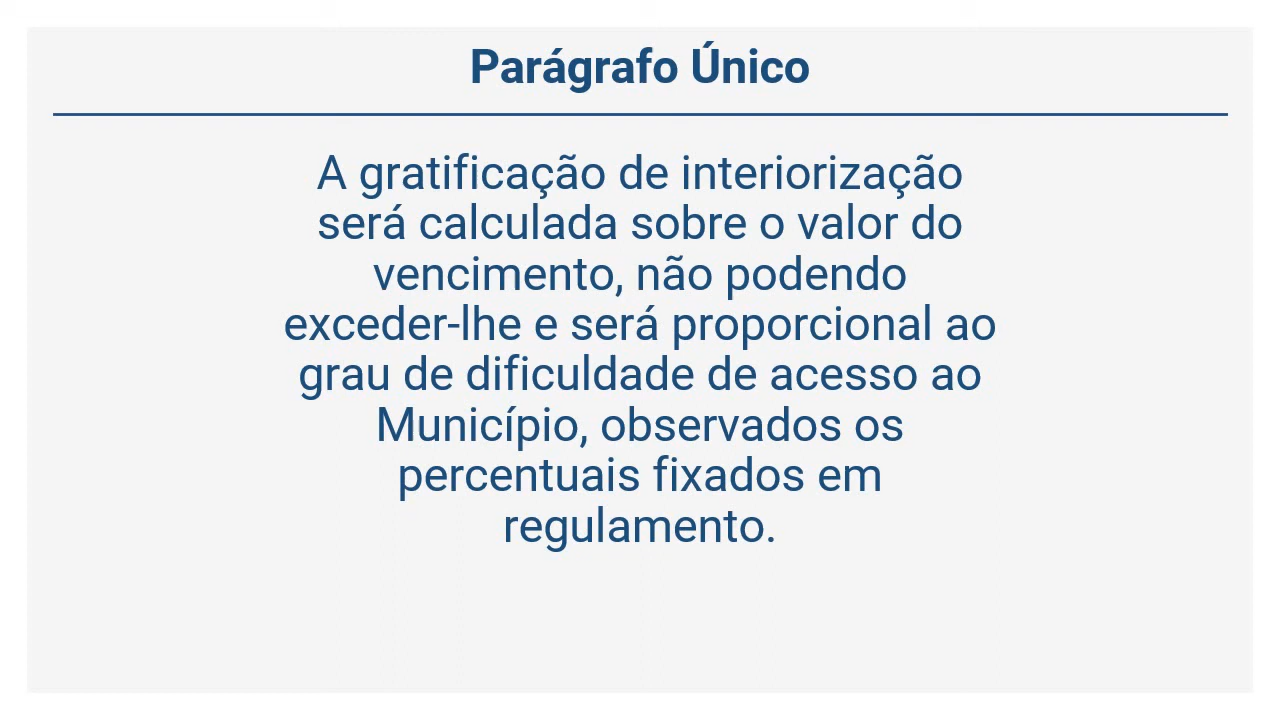 Parágrafo Único
A gratificação de interiorização
será calculada sobre o valor do
vencimento, não podendo
exceder-lhe e será proporcional ao
grau de dificuldade de acesso ao
Município, observados os
percentuais fixados em
regulamento.